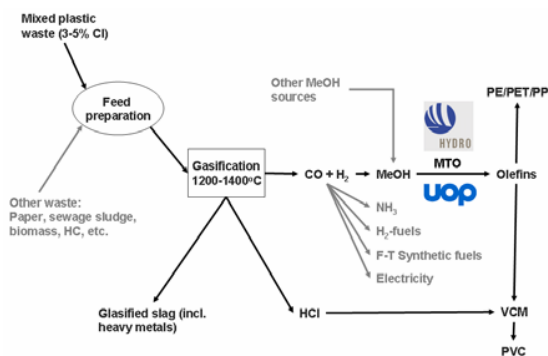 Mixed plastic
waste (3-5% Cl)
Feed
preparation
Other waste:
Paper, sewage sludge,
biomass, HC, etc.
Gasification
1200-1400ºC
Glasified slag (incl.
heavy metals)
Other MeOH
sources
CO + H₂
MeOH
HYDRO
MTO
uop
Olefins
PE/PET/PP
NH₃
H₂-fuels
F-T Synthetic fuels
Electricity
HCl
VCM
PVC